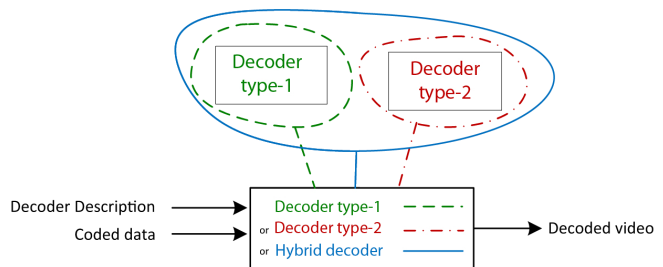 Decoder
type-1
Decoder
type-2
Decoder Description
Coded data
Decoder type-1
or Decoder type-2
or Hybrid decoder
Decoded video